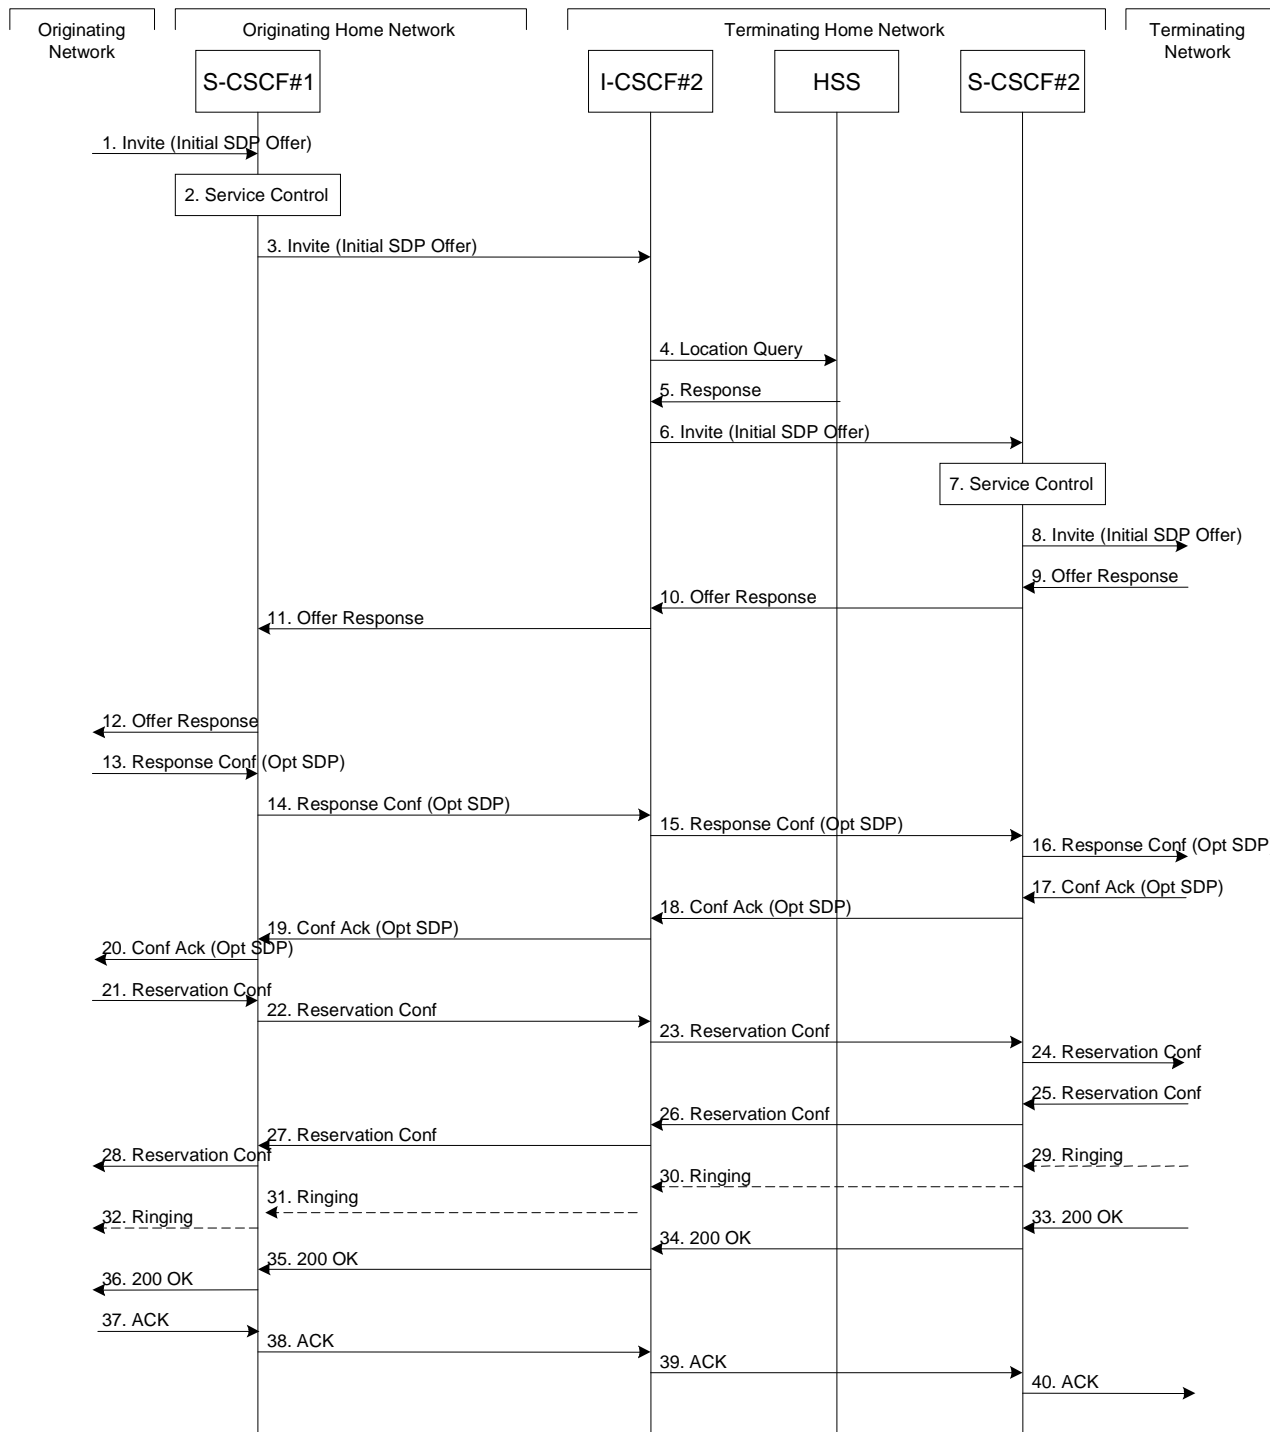 Originating
Network
Originating Home Network
Terminating Home Network
Terminating
Network
S-CSCF#1
I-CSCF#2
HSS
S-CSCF#2
1. Invite (Initial SDP Offer)
2. Service Control
3. Invite (Initial SDP Offer)
4. Location Query
5. Response
6. Invite (Initial SDP Offer)
7. Service Control
8. Invite (Initial SDP Offer)
9. Offer Response
10. Offer Response
11. Offer Response
12. Offer Response
13. Response Conf (Opt SDP)
14. Response Conf (Opt SDP)
15. Response Conf (Opt SDP)
16. Response Conf (Opt SDP
17. Conf Ack (Opt SDP)
18. Conf Ack (Opt SDP)
19. Conf Ack (Opt SDP)
20. Conf Ack (Opt SDP)
21. Reservation Conf
22. Reservation Conf
23. Reservation Conf
24. Reservation Conf
25. Reservation Conf
26. Reservation Conf
27. Reservation Conf
28. Reservation Conf
29. Ringing
30. Ringing
31. Ringing
32. Ringing
33. 200 OK
34. 200 OK
35. 200 OK
36. 200 OK
37. ACK
38. ACK
39. ACK
40. ACK